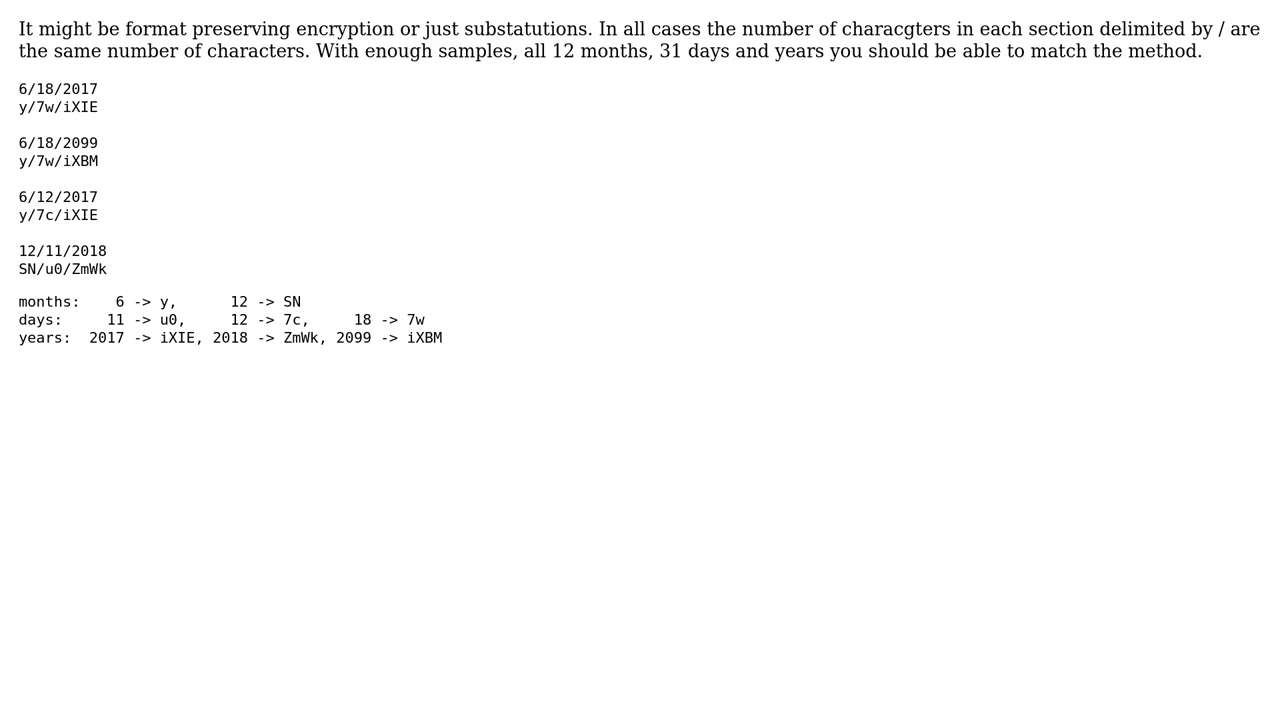 It might be format preserving encryption or just substatutions. In all cases the number of characgters in each section delimited by / are
the same number of characters. With enough samples, all 12 months, 31 days and years you should be able to match the method.
6/18/2017
y/7w/iXIE
6/18/2099
y/7w/iXBM
6/12/2017
y/7c/iXIE
12/11/2018
SN/u0/ZmWk
months:    6 -> y,      12 -> SN
days:     11 -> u0,     12 -> 7c,     18 -> 7w
years:  2017 -> iXIE, 2018 -> ZmWk, 2099 -> iXBM